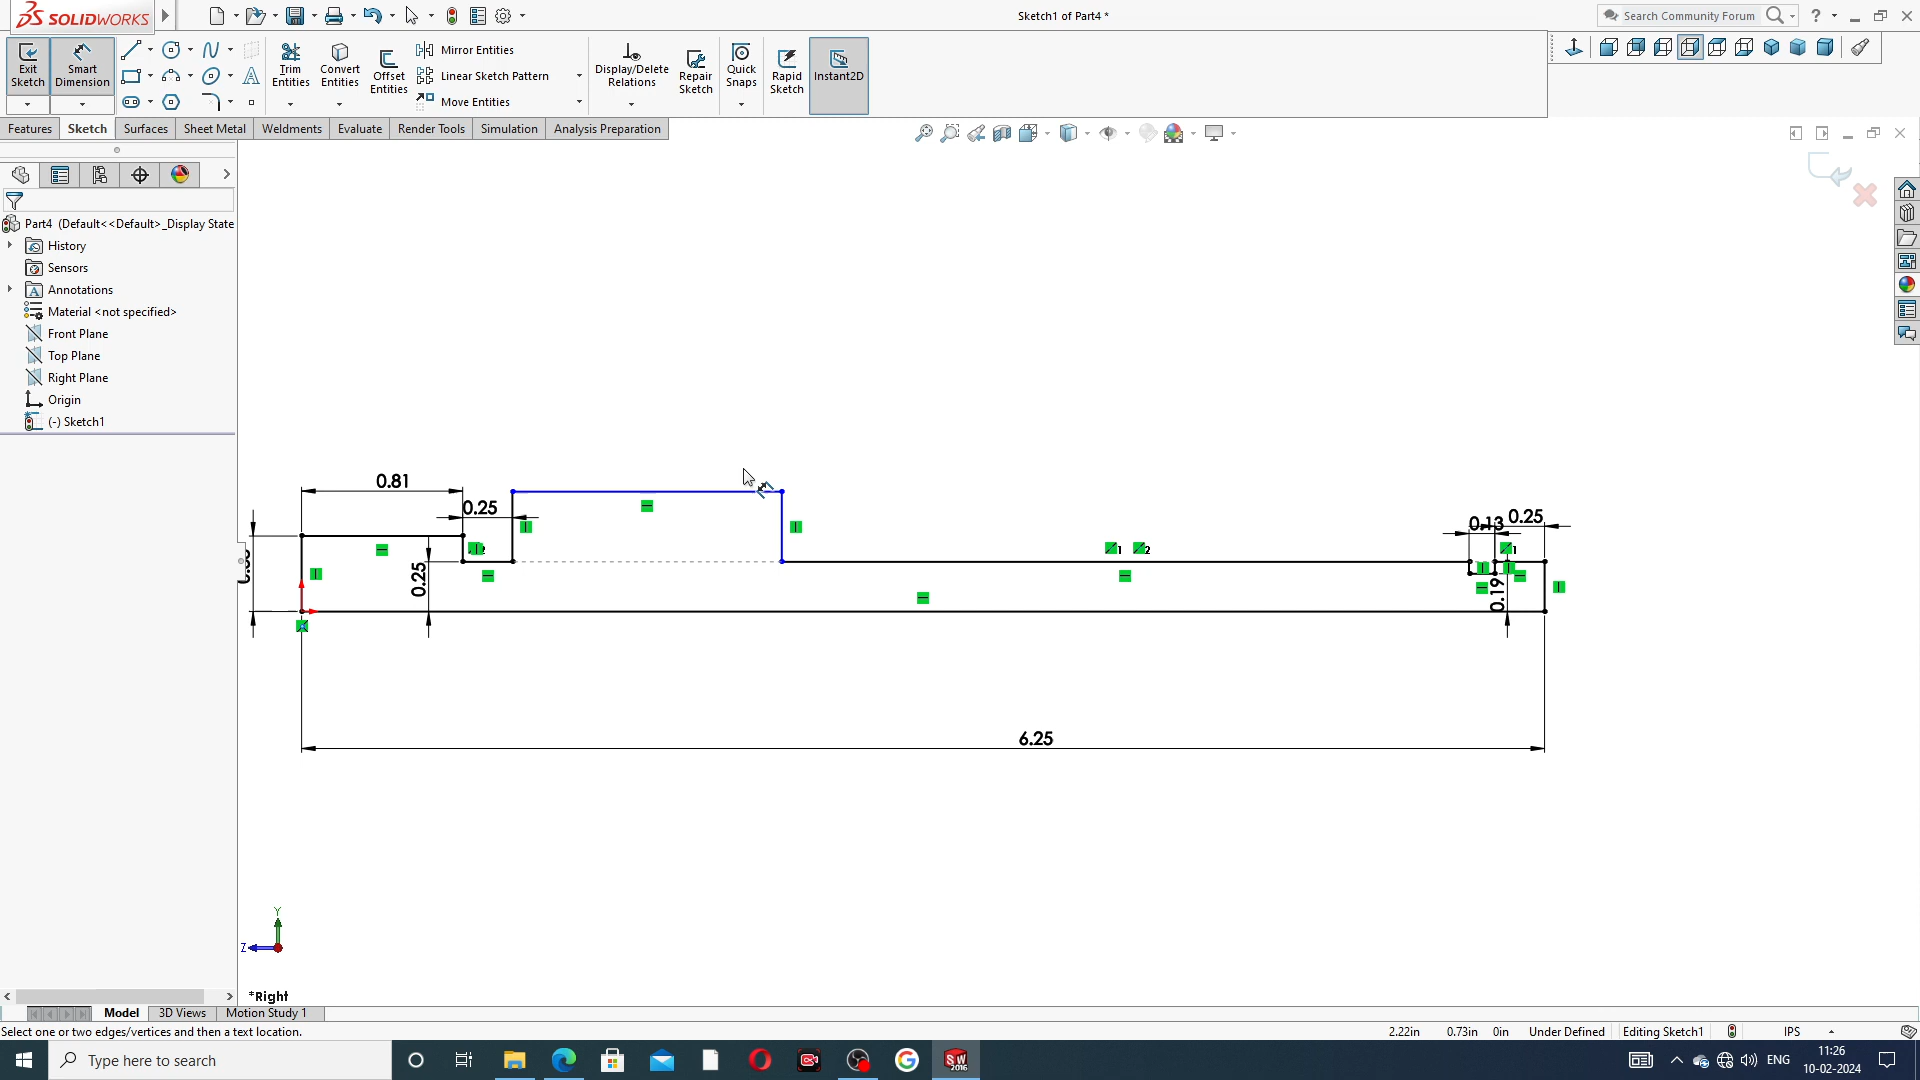 SOLIDWORKS
Sketch1 of Part4 *
Search Community Forum
Exit Sketch
Smart Dimension
Trim Entities
Convert Entities
Offset Entities
Mirror Entities
Linear Sketch Pattern
Move Entities
Display/Delete Relations
Repair Sketch
Quick Snaps
Rapid Sketch
Instant2D
Features
Sketch
Surfaces
Sheet Metal
Weldments
Evaluate
Render Tools
Simulation
Analysis Preparation
Part4 (Default<<Default>_Display State
History
Sensors
Annotations
Material <not specified>
Front Plane
Top Plane
Right Plane
Origin
(-) Sketch1
0.81
0.25
0.25
0.13
0.25
0.19
6.25
Y
Z
*Right
Model
3D Views
Motion Study 1
Select one or two edges/vertices and then a text location.
2.22in
0.73in
0in
Under Defined
Editing Sketch1
IPS
Type here to search
SW
2016
ENG
11:26
10-02-2024